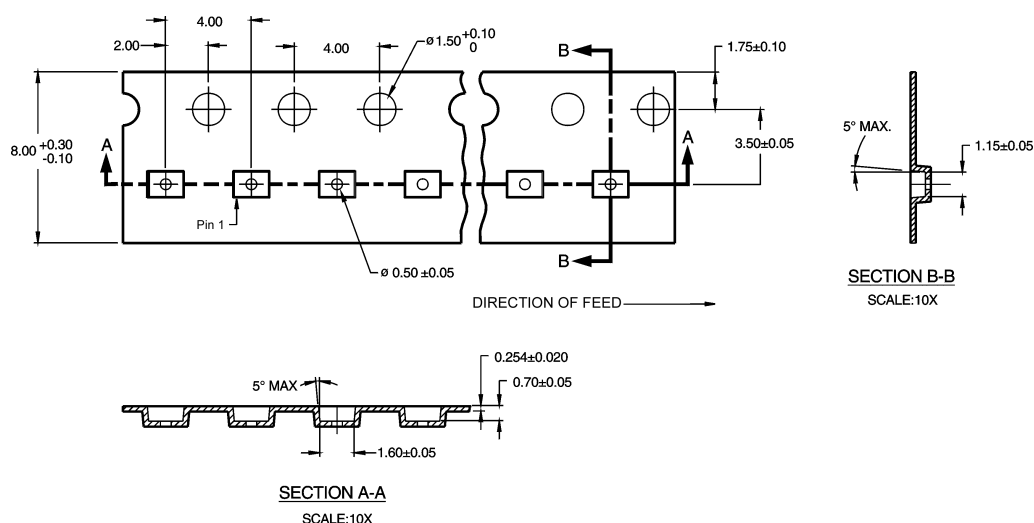 4.00
2.00
4.00
ø1.50 +0.10
0
B
1.75±0.10
8.00 +0.30
-0.10
A
A
3.50±0.05
5° MAX.
1.15±0.05
Pin 1
B
ø 0.50 ±0.05
SECTION B-B
SCALE:10X
DIRECTION OF FEED
0.254±0.020
5° MAX
0.70±0.05
1.60±0.05
SECTION A-A
SCALE:10X